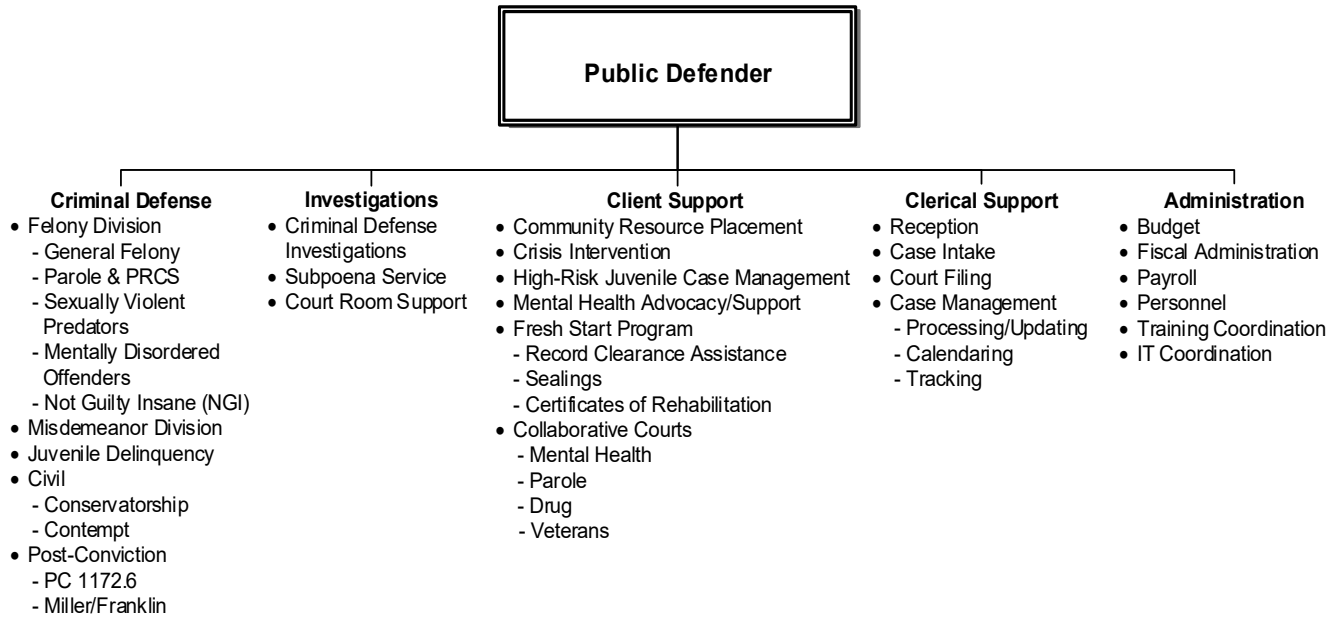 Public Defender
Criminal Defense
• Felony Division
- General Felony
- Parole & PRCS
- Sexually Violent
Predators
- Mentally Disordered
Offenders
- Not Guilty Insane (NGI)
• Misdemeanor Division
• Juvenile Delinquency
• Civil
- Conservatorship
- Contempt
• Post-Conviction
- PC 1172.6
- Miller/Franklin
Investigations
• Criminal Defense
Investigations
• Subpoena Service
• Court Room Support
Client Support
• Community Resource Placement
• Crisis Intervention
• High-Risk Juvenile Case Management
• Mental Health Advocacy/Support
• Fresh Start Program
- Record Clearance Assistance
- Sealings
- Certificates of Rehabilitation
• Collaborative Courts
- Mental Health
- Parole
- Drug
- Veterans
Clerical Support
• Reception
• Case Intake
• Court Filing
• Case Management
- Processing/Updating
- Calendaring
- Tracking
Administration
• Budget
• Fiscal Administration
• Payroll
• Personnel
• Training Coordination
• IT Coordination